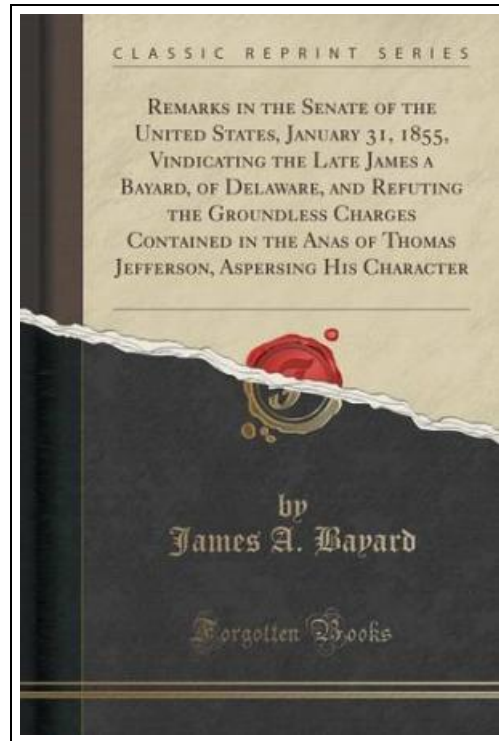 CLASSIC REPRINT SERIES
REMARKS IN THE SENATE OF THE
UNITED STATES, JANUARY 31, 1855,
VINDICATING THE LATE JAMES A
BAYARD, OF DELAWARE, AND REFUTING
THE GROUNDLESS CHARGES
CONTAINED IN THE ANAS OF THOMAS
JEFFERSON, ASPERSING HIS CHARACTER
by
James A. Bayard
Forgotten Books